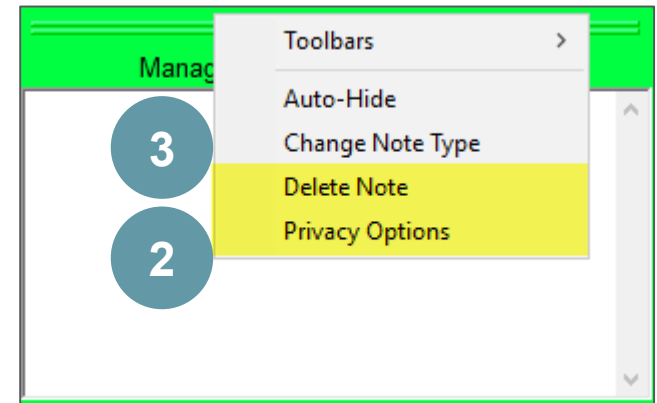 Toolbars
Manag
Auto-Hide
3
Change Note Type
Delete Note
Privacy Options
2